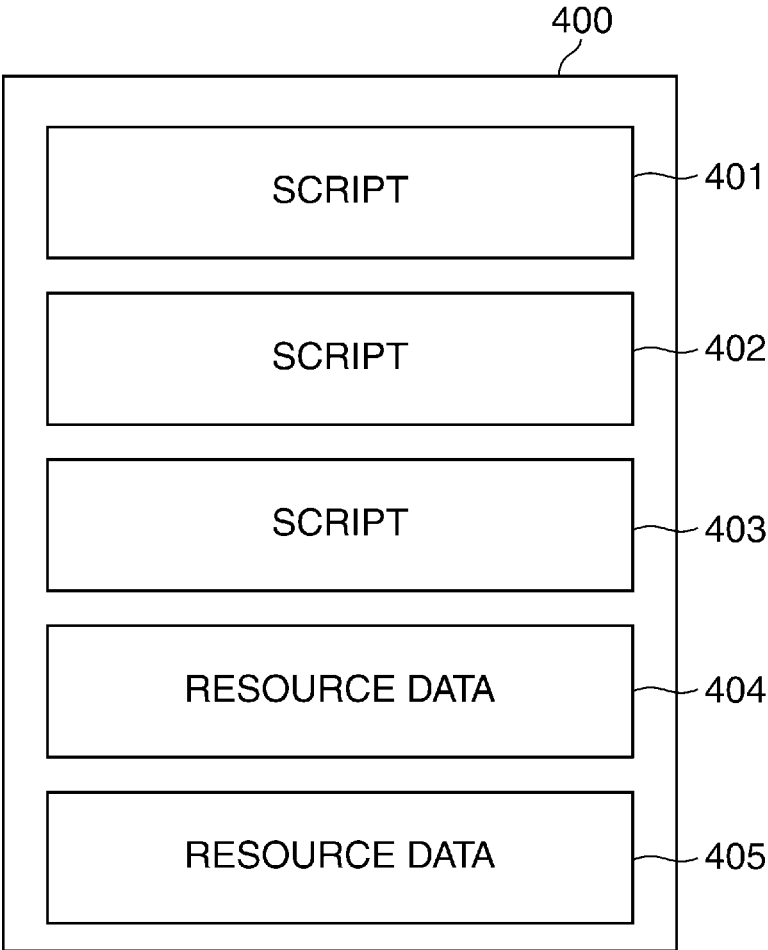 400
SCRIPT 401
SCRIPT 402
SCRIPT 403
RESOURCE DATA 404
RESOURCE DATA 405